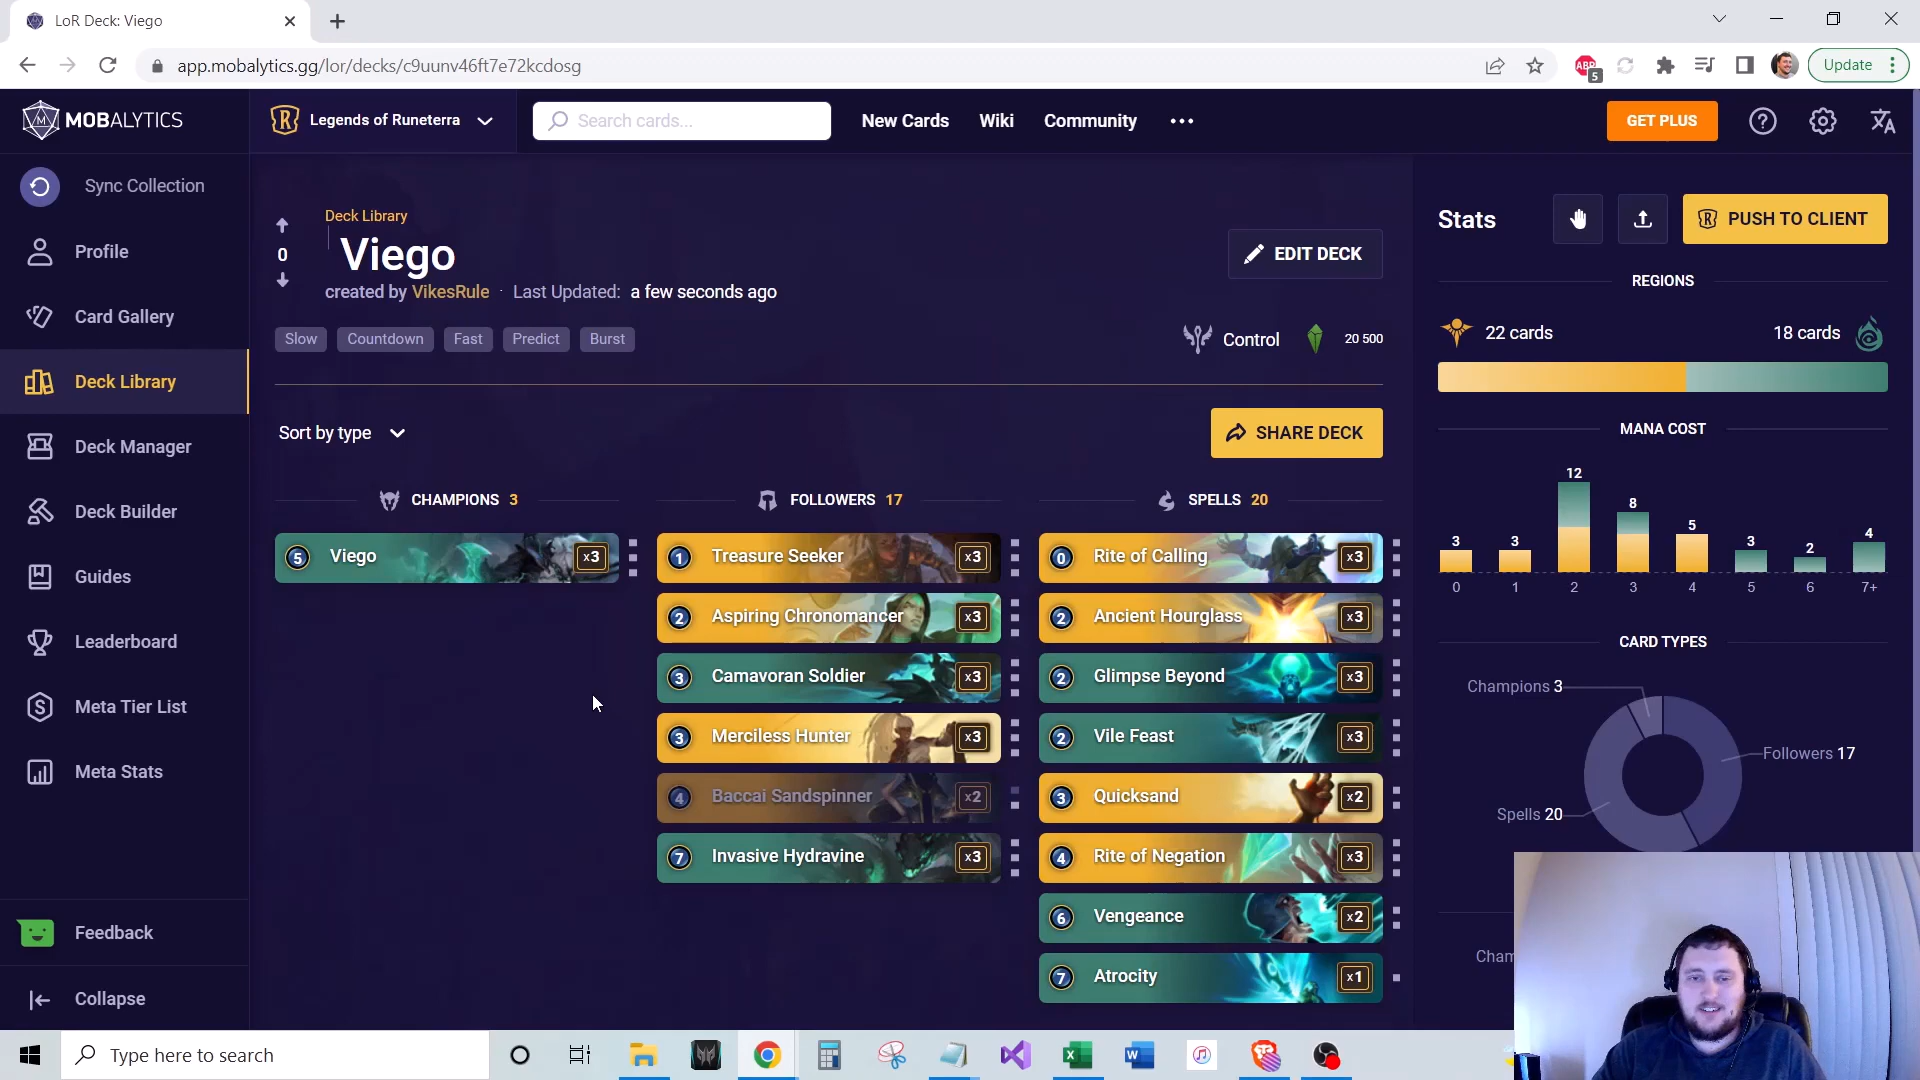 LoR Deck: Viego
app.mobalytics.gg/lor/decks/c9uunv46ft7e72kcdosg
ABP
5
Update
MOBALYTICS
Legends of Runeterra
Search cards...
New Cards
Wiki
Community
GET PLUS
Sync Collection
Profile
Card Gallery
Deck Library
Deck Manager
Deck Builder
Guides
Leaderboard
Meta Tier List
Meta Stats
Feedback
Collapse
Deck Library
0
Viego
created by VikesRule · Last Updated: a few seconds ago
EDIT DECK
Slow
Countdown
Fast
Predict
Burst
Control
20 500
Sort by type
SHARE DECK
CHAMPIONS 3
5 Viego x3
FOLLOWERS 17
1 Treasure Seeker x3
2 Aspiring Chronomancer x3
3 Camavoran Soldier x3
3 Merciless Hunter x3
4 Baccai Sandspinner x2
7 Invasive Hydravine x3
SPELLS 20
0 Rite of Calling x3
2 Ancient Hourglass x3
2 Glimpse Beyond x3
2 Vile Feast x3
3 Quicksand x2
4 Rite of Negation x3
6 Vengeance x2
7 Atrocity x1
Stats
PUSH TO CLIENT
REGIONS
22 cards
18 cards
MANA COST
3 3 12 8 5 3 2 4
0 1 2 3 4 5 6 7+
CARD TYPES
Champions 3
Followers 17
Spells 20
Cham
Type here to search